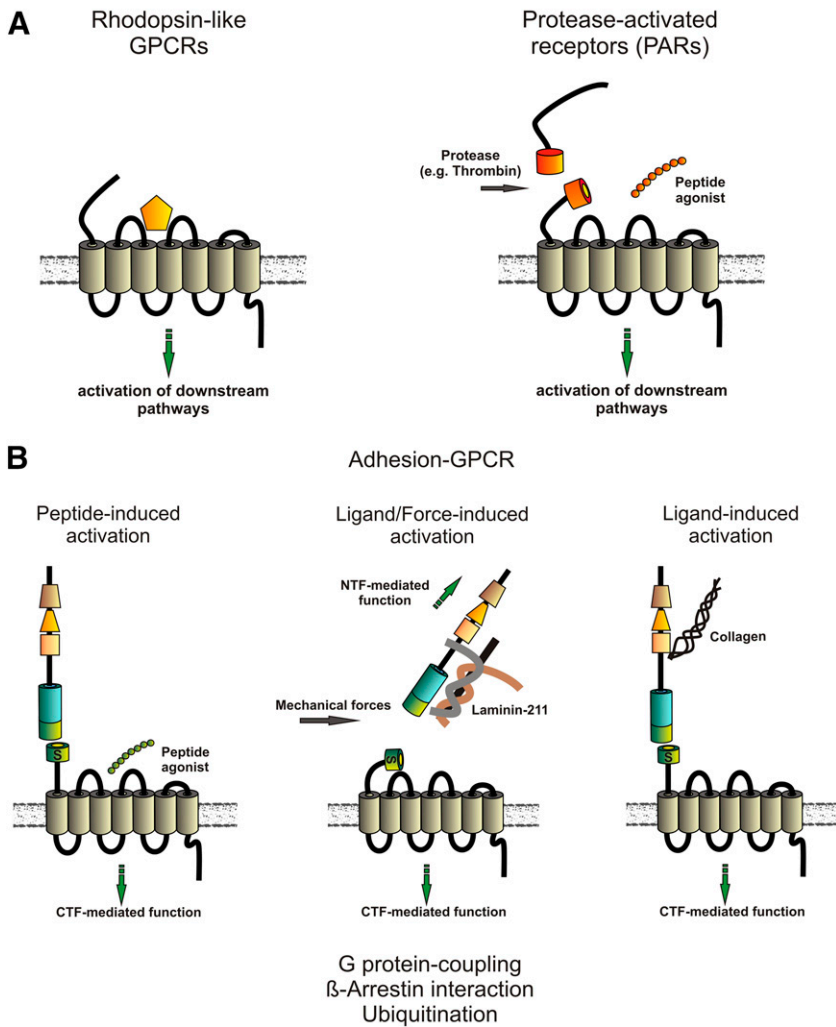 A
Rhodopsin-like
GPCRs
Protease-activated
receptors (PARs)
Protease
(e.g. Thrombin)
Peptide
agonist
activation of downstream
pathways
activation of downstream
pathways
B
Adhesion-GPCR
Peptide-induced
activation
Ligand/Force-induced
activation
Ligand-induced
activation
NTF-mediated
function
Collagen
Mechanical forces
Laminin-211
S
Peptide
agonist
S
S
CTF-mediated function
CTF-mediated function
CTF-mediated function
G protein-coupling
ß-Arrestin interaction
Ubiquitination